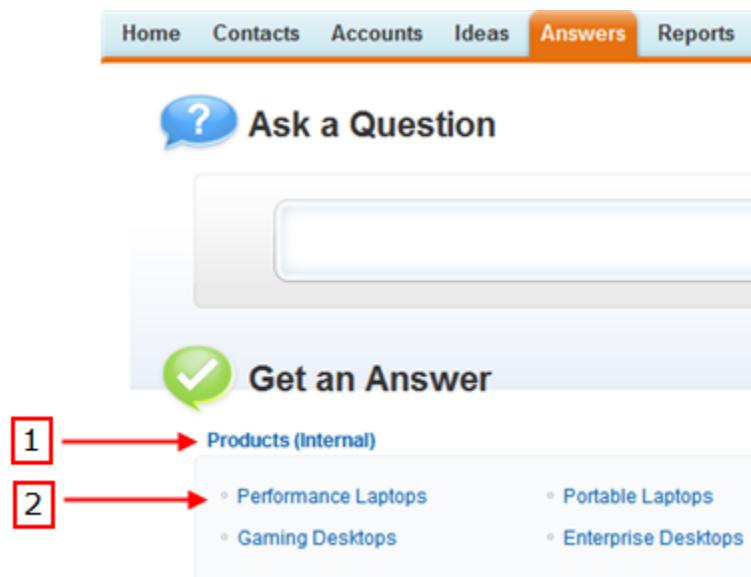 Home Contacts Accounts Ideas Answers Reports
? Ask a Question
Get an Answer
1 Products (Internal)
2 Performance Laptops Portable Laptops
Gaming Desktops Enterprise Desktops